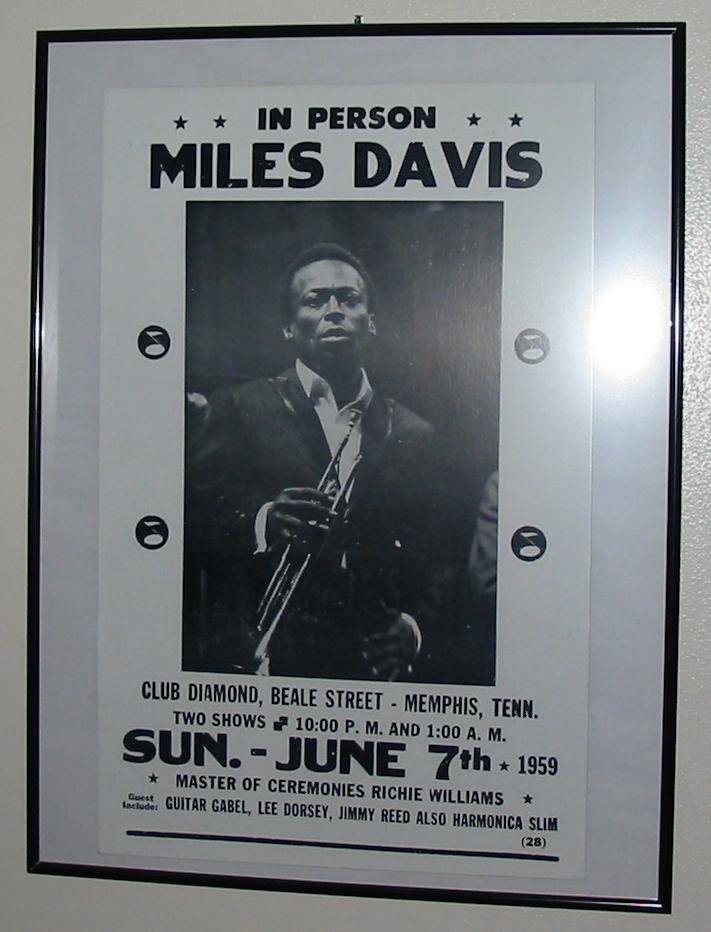 ★ ★ IN PERSON ★ ★
MILES DAVIS
CLUB DIAMOND, BEALE STREET - MEMPHIS, TENN.
TWO SHOWS 10:00 P. M. AND 1:00 A. M.
SUN. - JUNE 7th ★ 1959
★ MASTER OF CEREMONIES RICHIE WILLIAMS ★
Guest
Include: GUITAR GABEL, LEE DORSEY, JIMMY REED ALSO HARMONICA SLIM
(28)